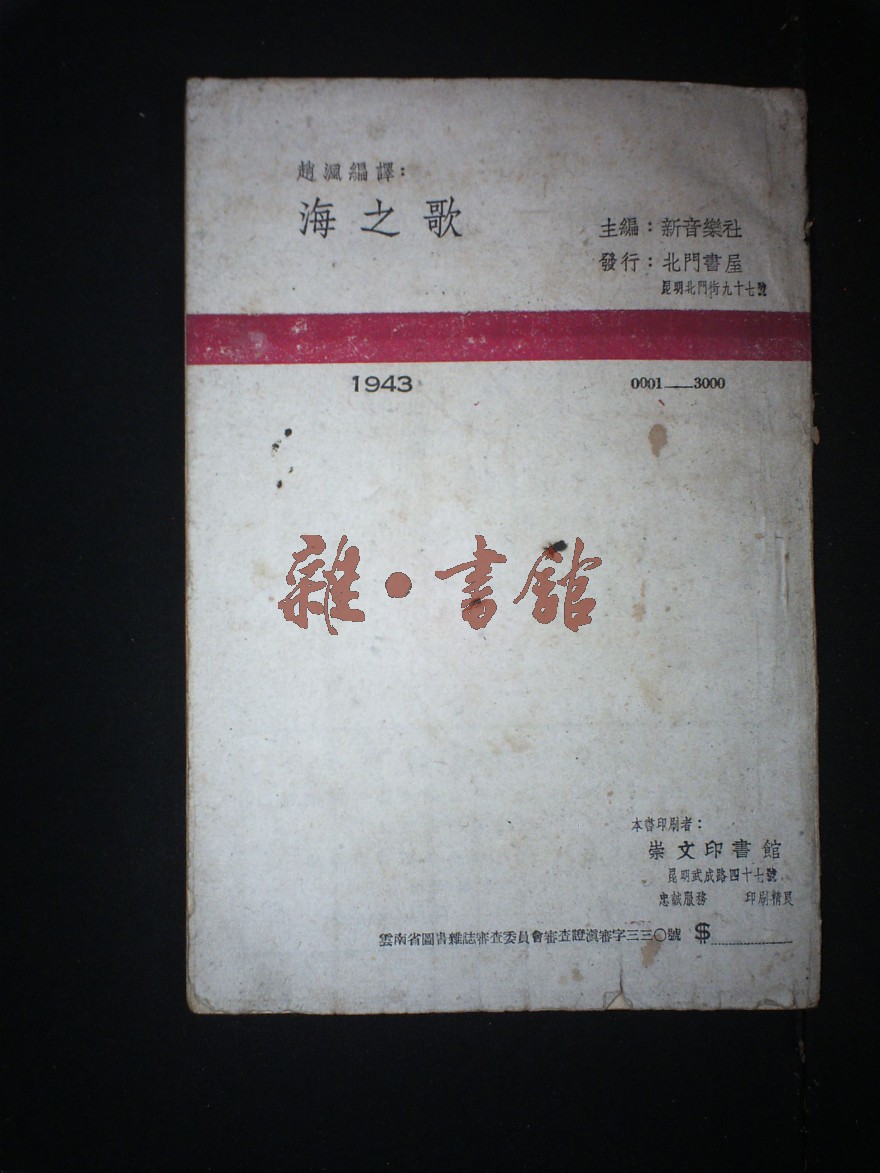 趙渢編譯：
海之歌
主編：新音樂社
發行：北門書屋
昆明北門街九十七號
1943
0001——3000
雜·書館
本書印刷者：
崇文印書館
昆明武成路四十七號
忠誠服務 印刷精良
雲南省圖書雜誌審查委員會審查證滇審字三三〇號 $